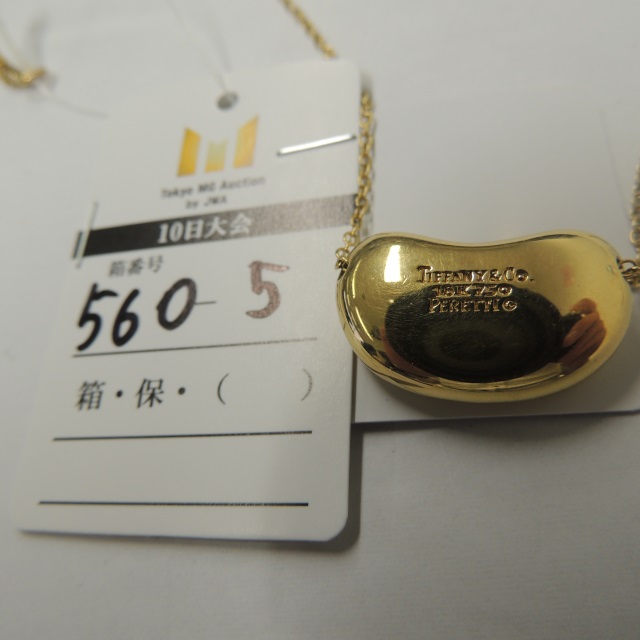 Tokyo MG Auction
by JWA
10日大会
箱番号
560-5
箱・保・（　　）
TIFFANY & CO.
18K 750
PERETTI ©